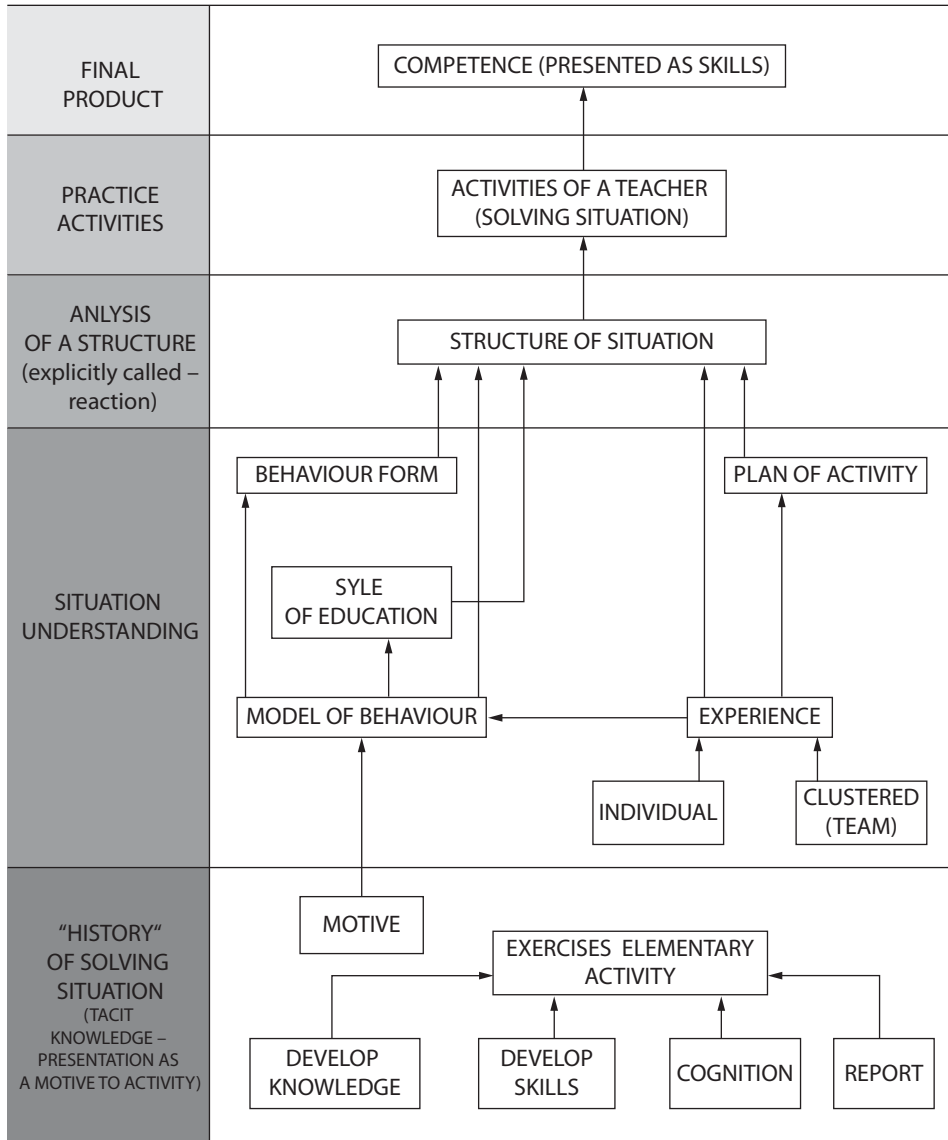 FINAL
PRODUCT
COMPETENCE (PRESENTED AS SKILLS)
PRACTICE
ACTIVITIES
ACTIVITIES OF A TEACHER
(SOLVING SITUATION)
ANLYSIS
OF A STRUCTURE
(explicitly called –
reaction)
STRUCTURE OF SITUATION
SITUATION
UNDERSTANDING
BEHAVIOUR FORM
PLAN OF ACTIVITY
SYLE
OF EDUCATION
MODEL OF BEHAVIOUR
EXPERIENCE
INDIVIDUAL
CLUSTERED
(TEAM)
“HISTORY“
OF SOLVING
SITUATION
(TACIT
KNOWLEDGE –
PRESENTATION AS
A MOTIVE TO ACTIVITY)
MOTIVE
EXERCISES ELEMENTARY
ACTIVITY
DEVELOP
KNOWLEDGE
DEVELOP
SKILLS
COGNITION
REPORT